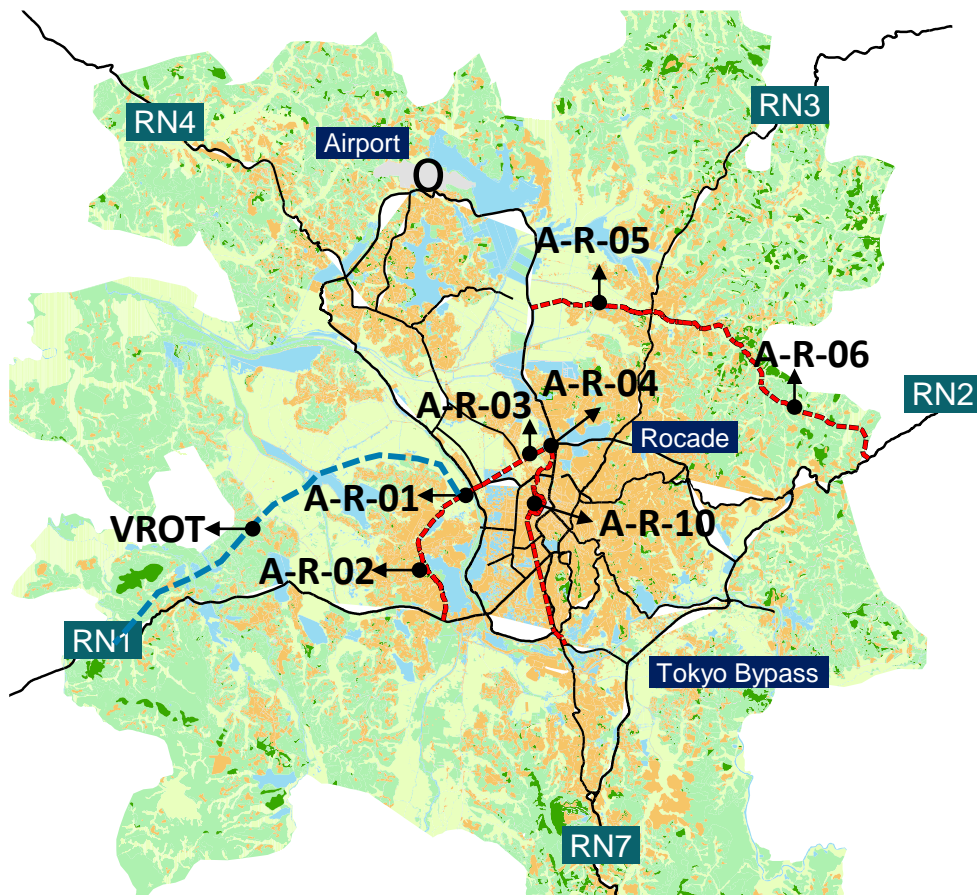 RN3
RN4
Airport
O
A-R-05
A-R-06
A-R-04
RN2
A-R-03
Rocade
A-R-01
VROT
A-R-10
A-R-02
RN1
Tokyo Bypass
RN7